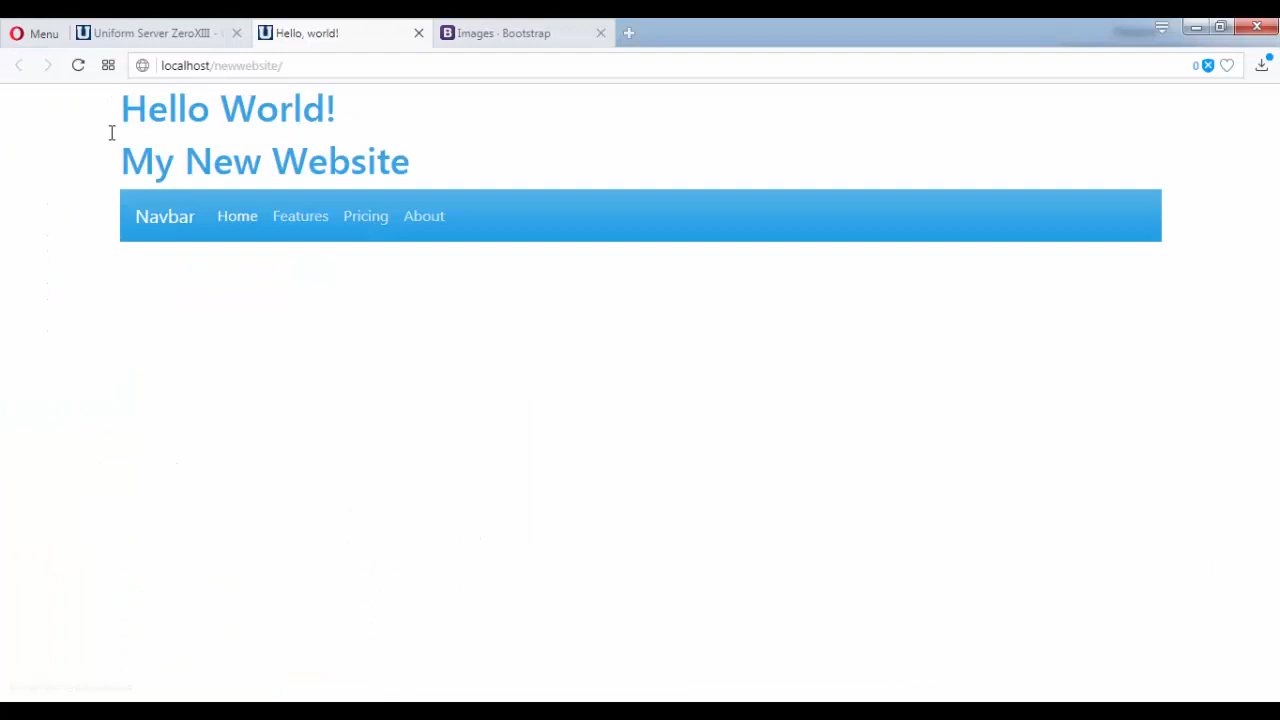 Menu
Uniform Server ZeroXIII -
Hello, world!
Images · Bootstrap
localhost/newwebsite/
0
Hello World!
My New Website
Navbar Home Features Pricing About